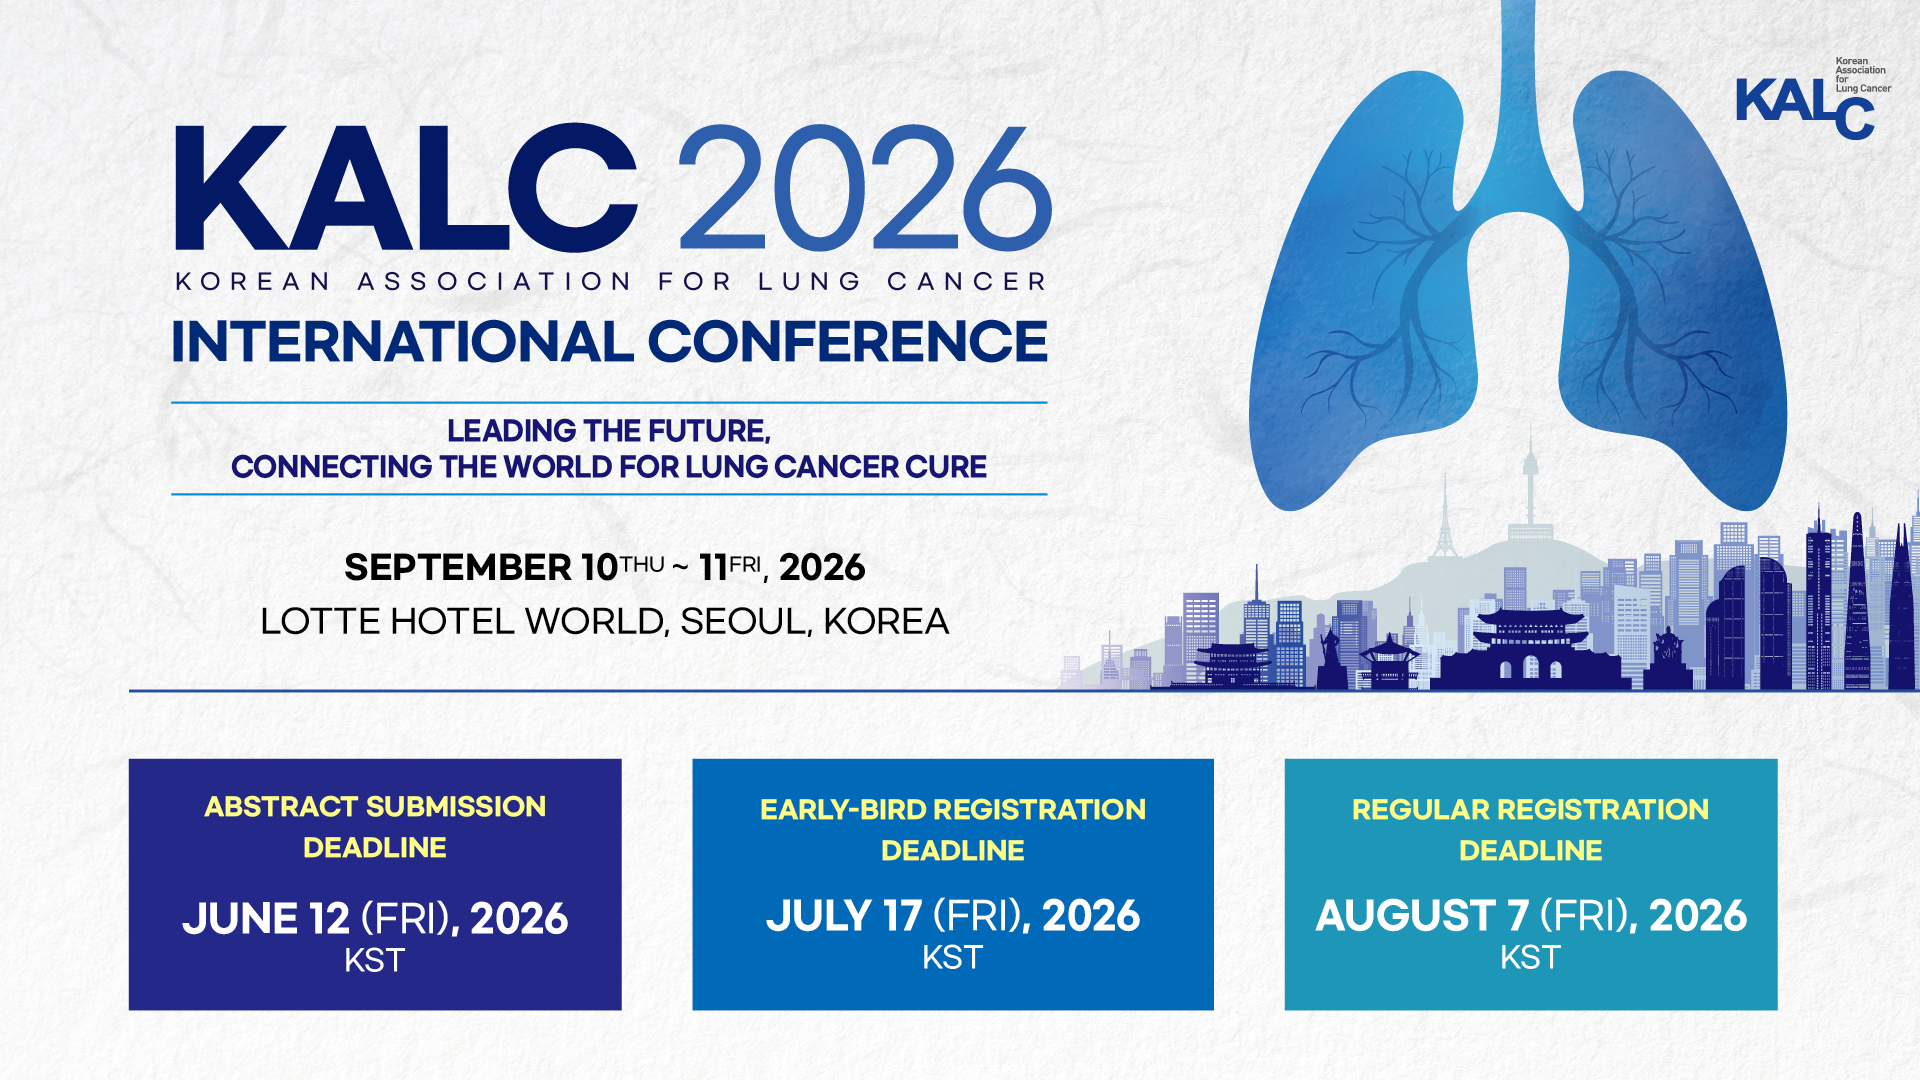 Korean
Association
for
Lung Cancer
KALC
KALC 2026
KOREAN ASSOCIATION FOR LUNG CANCER
INTERNATIONAL CONFERENCE
LEADING THE FUTURE,
CONNECTING THE WORLD FOR LUNG CANCER CURE
SEPTEMBER 10THU ~ 11FRI, 2026
LOTTE HOTEL WORLD, SEOUL, KOREA
ABSTRACT SUBMISSION
DEADLINE
JUNE 12 (FRI), 2026
KST
EARLY-BIRD REGISTRATION
DEADLINE
JULY 17 (FRI), 2026
KST
REGULAR REGISTRATION
DEADLINE
AUGUST 7 (FRI), 2026
KST